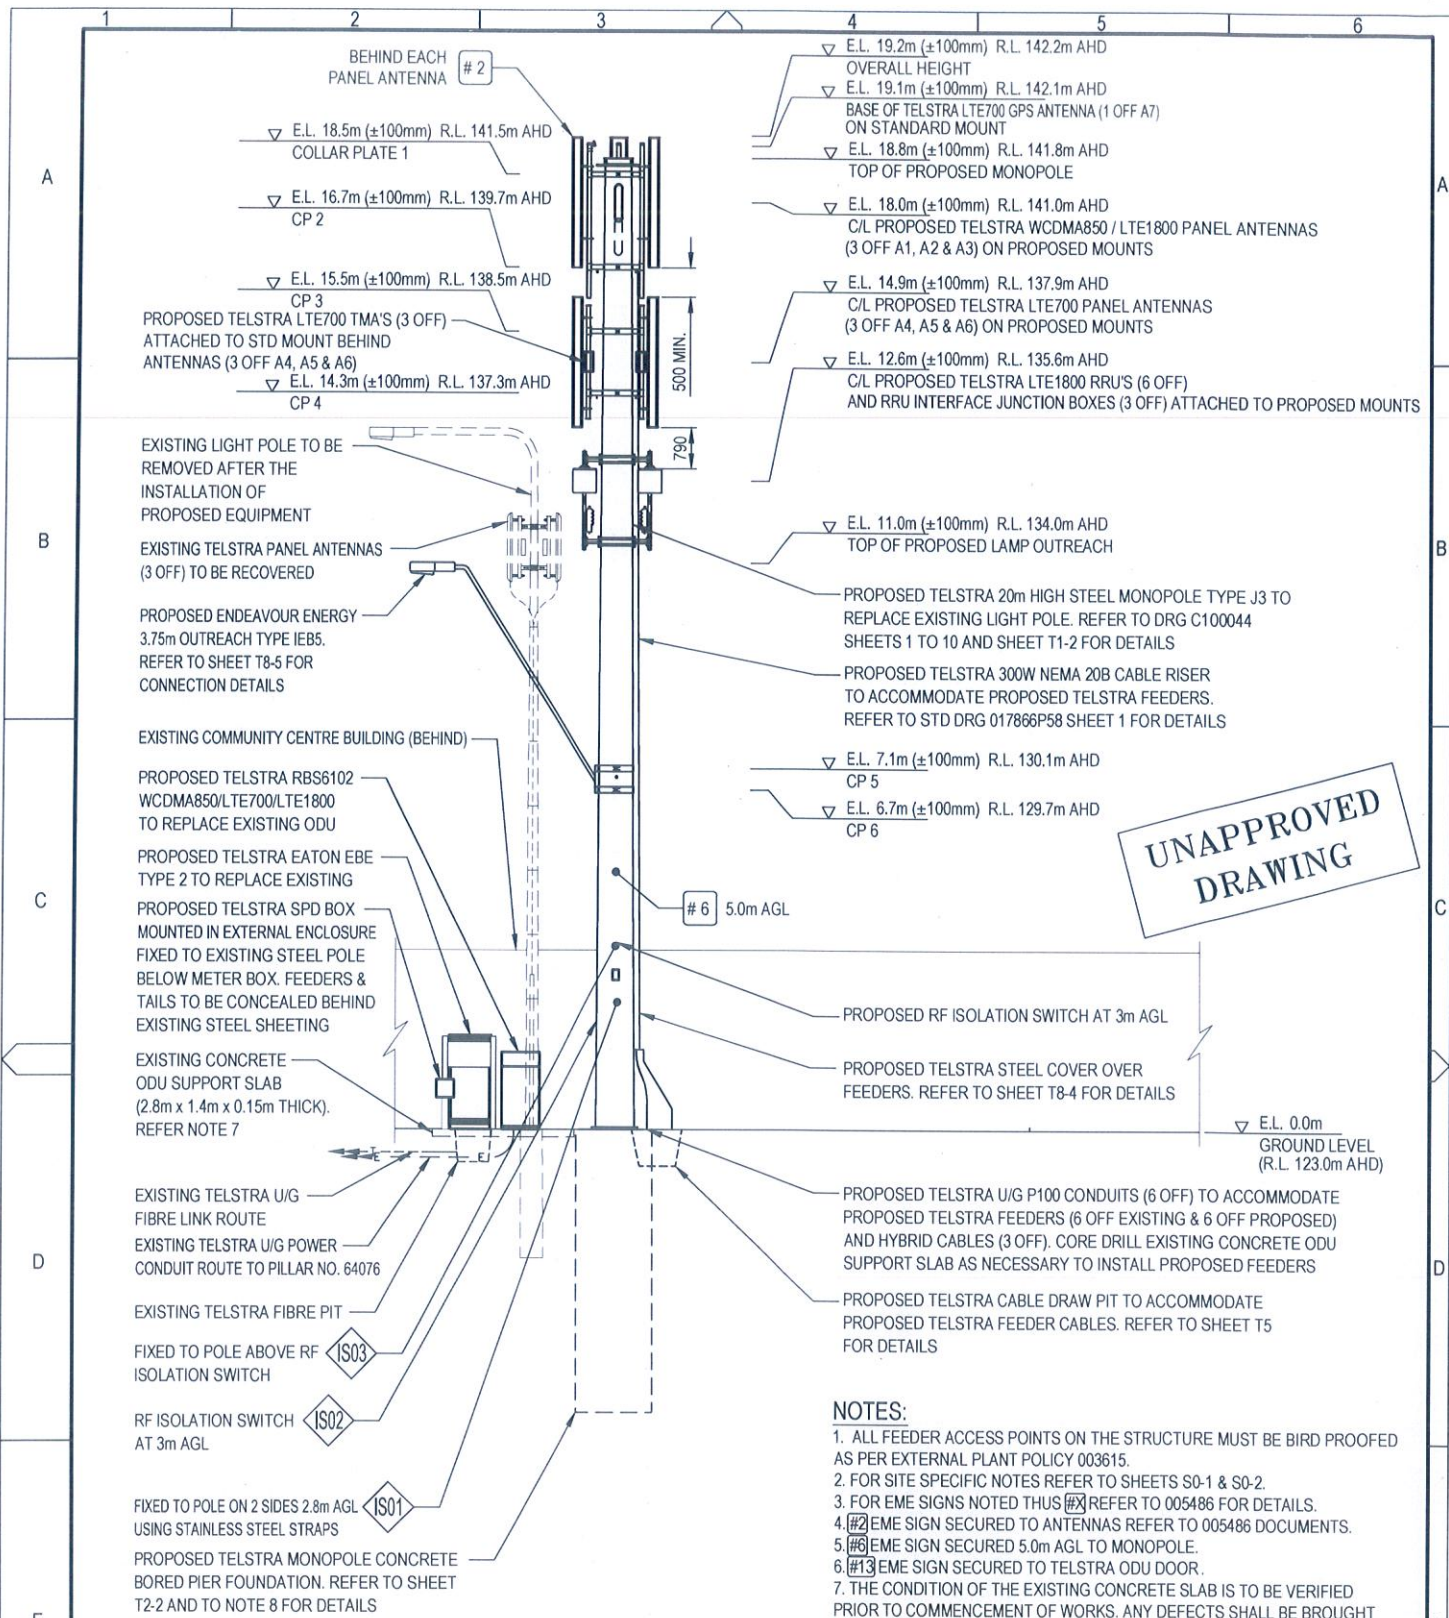 1 2 3 4 5 6
BEHIND EACH
PANEL ANTENNA
# 2
E.L. 18.5m (±100mm) R.L. 141.5m AHD
COLLAR PLATE 1
E.L. 16.7m (±100mm) R.L. 139.7m AHD
CP 2
E.L. 15.5m (±100mm) R.L. 138.5m AHD
CP 3
PROPOSED TELSTRA LTE700 TMA'S (3 OFF)
ATTACHED TO STD MOUNT BEHIND
ANTENNAS (3 OFF A4, A5 & A6)
E.L. 14.3m (±100mm) R.L. 137.3m AHD
CP 4
EXISTING LIGHT POLE TO BE
REMOVED AFTER THE
INSTALLATION OF
PROPOSED EQUIPMENT
EXISTING TELSTRA PANEL ANTENNAS
(3 OFF) TO BE RECOVERED
PROPOSED ENDEAVOUR ENERGY
3.75m OUTREACH TYPE IEB5.
REFER TO SHEET T8-5 FOR
CONNECTION DETAILS
EXISTING COMMUNITY CENTRE BUILDING (BEHIND)
PROPOSED TELSTRA RBS6102
WCDMA850/LTE700/LTE1800
TO REPLACE EXISTING ODU
PROPOSED TELSTRA EATON EBE
TYPE 2 TO REPLACE EXISTING
PROPOSED TELSTRA SPD BOX
MOUNTED IN EXTERNAL ENCLOSURE
FIXED TO EXISTING STEEL POLE
BELOW METER BOX. FEEDERS &
TAILS TO BE CONCEALED BEHIND
EXISTING STEEL SHEETING
EXISTING CONCRETE
ODU SUPPORT SLAB
(2.8m x 1.4m x 0.15m THICK).
REFER NOTE 7
T
E
E
EXISTING TELSTRA U/G
FIBRE LINK ROUTE
EXISTING TELSTRA U/G POWER
CONDUIT ROUTE TO PILLAR NO. 64076
EXISTING TELSTRA FIBRE PIT
FIXED TO POLE ABOVE RF
ISOLATION SWITCH
IS03
RF ISOLATION SWITCH
AT 3m AGL
IS02
FIXED TO POLE ON 2 SIDES 2.8m AGL
USING STAINLESS STEEL STRAPS
IS01
PROPOSED TELSTRA MONOPOLE CONCRETE
BORED PIER FOUNDATION. REFER TO SHEET
T2-2 AND TO NOTE 8 FOR DETAILS
500 MIN.
790
E.L. 19.2m (±100mm) R.L. 142.2m AHD
OVERALL HEIGHT
E.L. 19.1m (±100mm) R.L. 142.1m AHD
BASE OF TELSTRA LTE700 GPS ANTENNA (1 OFF A7)
ON STANDARD MOUNT
E.L. 18.8m (±100mm) R.L. 141.8m AHD
TOP OF PROPOSED MONOPOLE
E.L. 18.0m (±100mm) R.L. 141.0m AHD
C/L PROPOSED TELSTRA WCDMA850 / LTE1800 PANEL ANTENNAS
(3 OFF A1, A2 & A3) ON PROPOSED MOUNTS
E.L. 14.9m (±100mm) R.L. 137.9m AHD
C/L PROPOSED TELSTRA LTE700 PANEL ANTENNAS
(3 OFF A4, A5 & A6) ON PROPOSED MOUNTS
E.L. 12.6m (±100mm) R.L. 135.6m AHD
C/L PROPOSED TELSTRA LTE1800 RRU'S (6 OFF)
AND RRU INTERFACE JUNCTION BOXES (3 OFF) ATTACHED TO PROPOSED MOUNTS
E.L. 11.0m (±100mm) R.L. 134.0m AHD
TOP OF PROPOSED LAMP OUTREACH
PROPOSED TELSTRA 20m HIGH STEEL MONOPOLE TYPE J3 TO
REPLACE EXISTING LIGHT POLE. REFER TO DRG C100044
SHEETS 1 TO 10 AND SHEET T1-2 FOR DETAILS
PROPOSED TELSTRA 300W NEMA 20B CABLE RISER
TO ACCOMMODATE PROPOSED TELSTRA FEEDERS.
REFER TO STD DRG 017866P58 SHEET 1 FOR DETAILS
E.L. 7.1m (±100mm) R.L. 130.1m AHD
CP 5
E.L. 6.7m (±100mm) R.L. 129.7m AHD
CP 6
UNAPPROVED
DRAWING
# 6 5.0m AGL
PROPOSED RF ISOLATION SWITCH AT 3m AGL
PROPOSED TELSTRA STEEL COVER OVER
FEEDERS. REFER TO SHEET T8-4 FOR DETAILS
E.L. 0.0m
GROUND LEVEL
(R.L. 123.0m AHD)
PROPOSED TELSTRA U/G P100 CONDUITS (6 OFF) TO ACCOMMODATE
PROPOSED TELSTRA FEEDERS (6 OFF EXISTING & 6 OFF PROPOSED)
AND HYBRID CABLES (3 OFF). CORE DRILL EXISTING CONCRETE ODU
SUPPORT SLAB AS NECESSARY TO INSTALL PROPOSED FEEDERS
PROPOSED TELSTRA CABLE DRAW PIT TO ACCOMMODATE
PROPOSED TELSTRA FEEDER CABLES. REFER TO SHEET T5
FOR DETAILS
NOTES:
1. ALL FEEDER ACCESS POINTS ON THE STRUCTURE MUST BE BIRD PROOFED
AS PER EXTERNAL PLANT POLICY 003615.
2. FOR SITE SPECIFIC NOTES REFER TO SHEETS S0-1 & S0-2.
3. FOR EME SIGNS NOTED THUS #X REFER TO 005486 FOR DETAILS.
4. #2 EME SIGN SECURED TO ANTENNAS REFER TO 005486 DOCUMENTS.
5. #6 EME SIGN SECURED 5.0m AGL TO MONOPOLE.
6. #13 EME SIGN SECURED TO TELSTRA ODU DOOR.
7. THE CONDITION OF THE EXISTING CONCRETE SLAB IS TO BE VERIFIED
PRIOR TO COMMENCEMENT OF WORKS. ANY DEFECTS SHALL BE BROUGHT
A
B
C
D
A
B
C
D